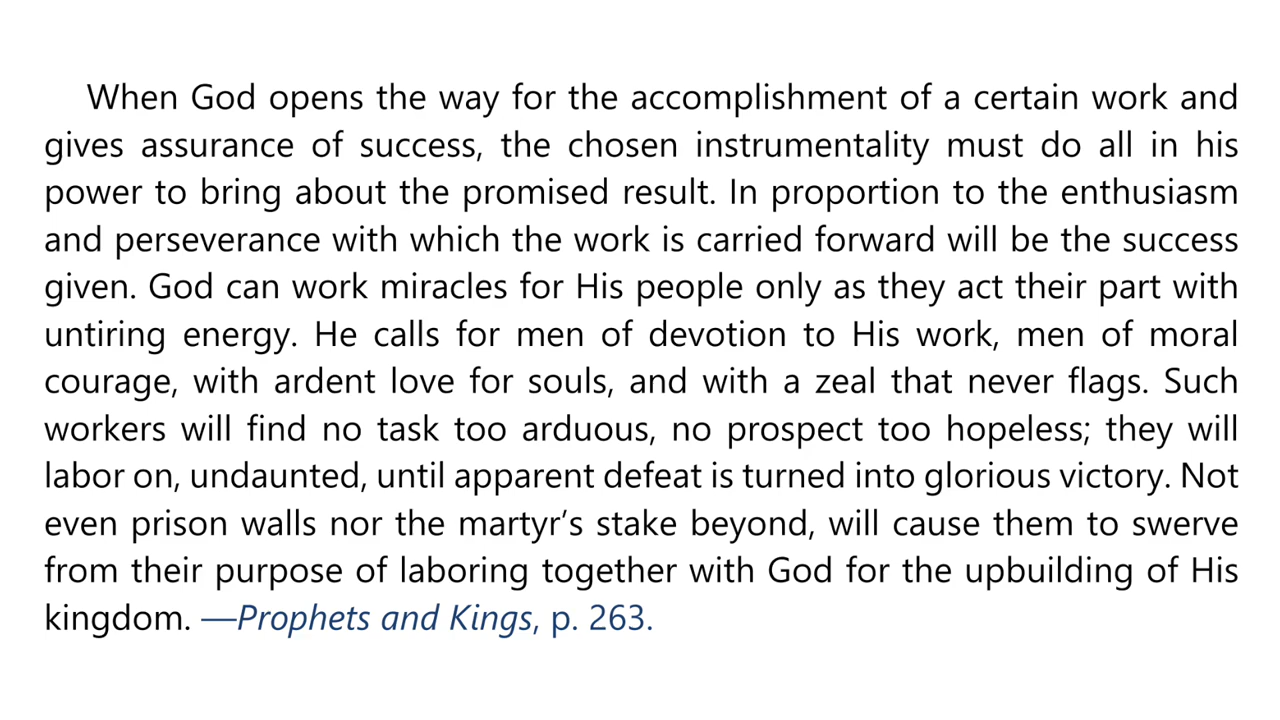 When God opens the way for the accomplishment of a certain work and
gives assurance of success, the chosen instrumentality must do all in his
power to bring about the promised result. In proportion to the enthusiasm
and perseverance with which the work is carried forward will be the success
given. God can work miracles for His people only as they act their part with
untiring energy. He calls for men of devotion to His work, men of moral
courage, with ardent love for souls, and with a zeal that never flags. Such
workers will find no task too arduous, no prospect too hopeless; they will
labor on, undaunted, until apparent defeat is turned into glorious victory. Not
even prison walls nor the martyr’s stake beyond, will cause them to swerve
from their purpose of laboring together with God for the upbuilding of His
kingdom. —Prophets and Kings, p. 263.